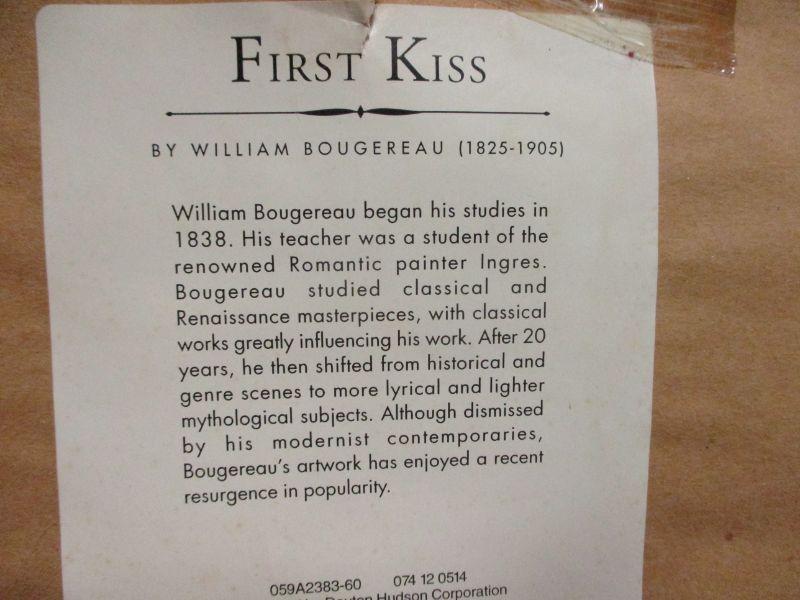 FIRST KISS
BY WILLIAM BOUGEREAU (1825-1905)
William Bougereau began his studies in
1838. His teacher was a student of the
renowned Romantic painter Ingres.
Bougereau studied classical and
Renaissance masterpieces, with classical
works greatly influencing his work. After 20
years, he then shifted from historical and
genre scenes to more lyrical and lighter
mythological subjects. Although dismissed
by his modernist contemporaries,
Bougereau's artwork has enjoyed a recent
resurgence in popularity.
059A2383-60 074 12 0514
Dayton Hudson Corporation